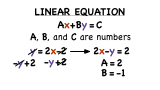 LINEAR EQUATION
Ax+By=C
A, B, and C are numbers
y=2x-2 → 2x-y=2
-y+2 -y+2 A=2
B=-1